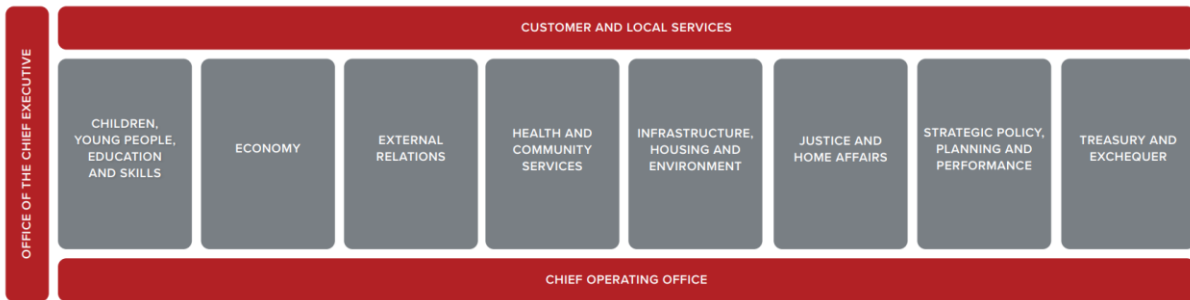 OFFICE OF THE CHIEF EXECUTIVE
CUSTOMER AND LOCAL SERVICES
CHILDREN,
YOUNG PEOPLE,
EDUCATION
AND SKILLS
ECONOMY
EXTERNAL
RELATIONS
HEALTH AND
COMMUNITY
SERVICES
INFRASTRUCTURE,
HOUSING AND
ENVIRONMENT
JUSTICE AND
HOME AFFAIRS
STRATEGIC POLICY,
PLANNING AND
PERFORMANCE
TREASURY AND
EXCHEQUER
CHIEF OPERATING OFFICE